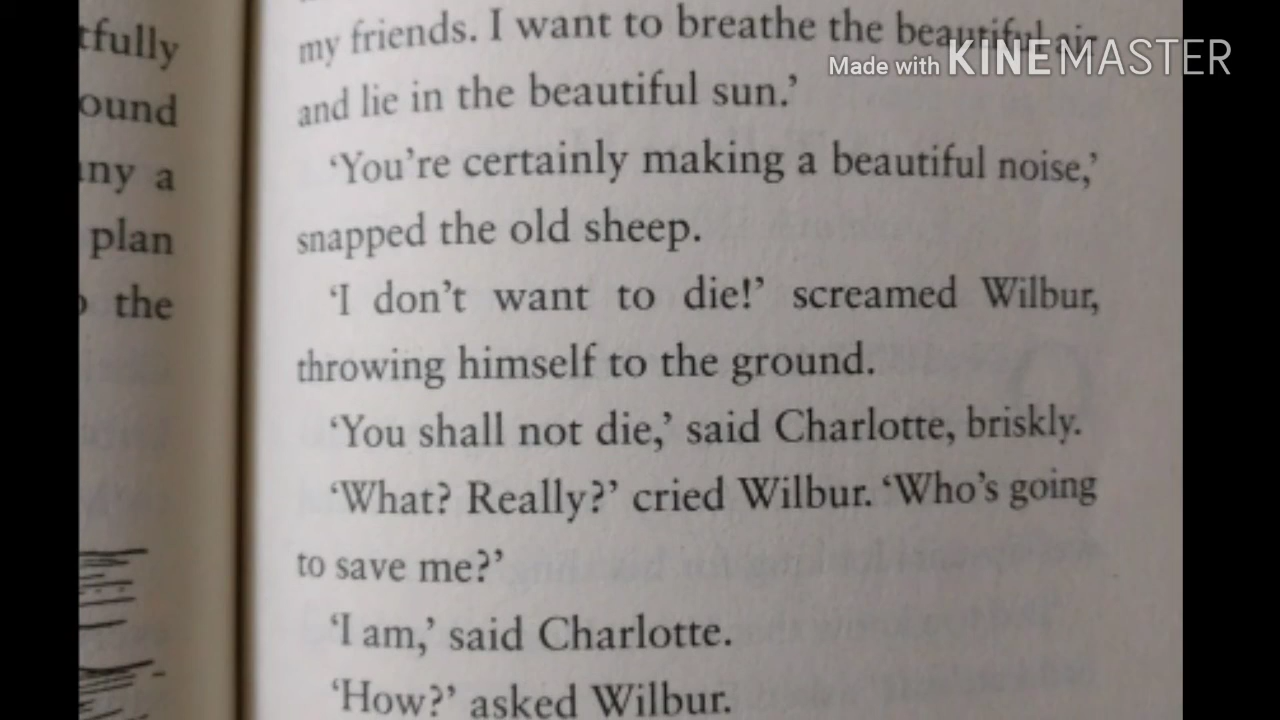 tfully
ound
any a
plan
the
my friends. I want to breathe the beautiful air
Made with KINEMASTER
and lie in the beautiful sun.’
‘You’re certainly making a beautiful noise,’
snapped the old sheep.
‘I don’t want to die!’ screamed Wilbur,
throwing himself to the ground.
‘You shall not die,’ said Charlotte, briskly.
‘What? Really?’ cried Wilbur. ‘Who’s going
to save me?’
‘I am,’ said Charlotte.
‘How?’ asked Wilbur.